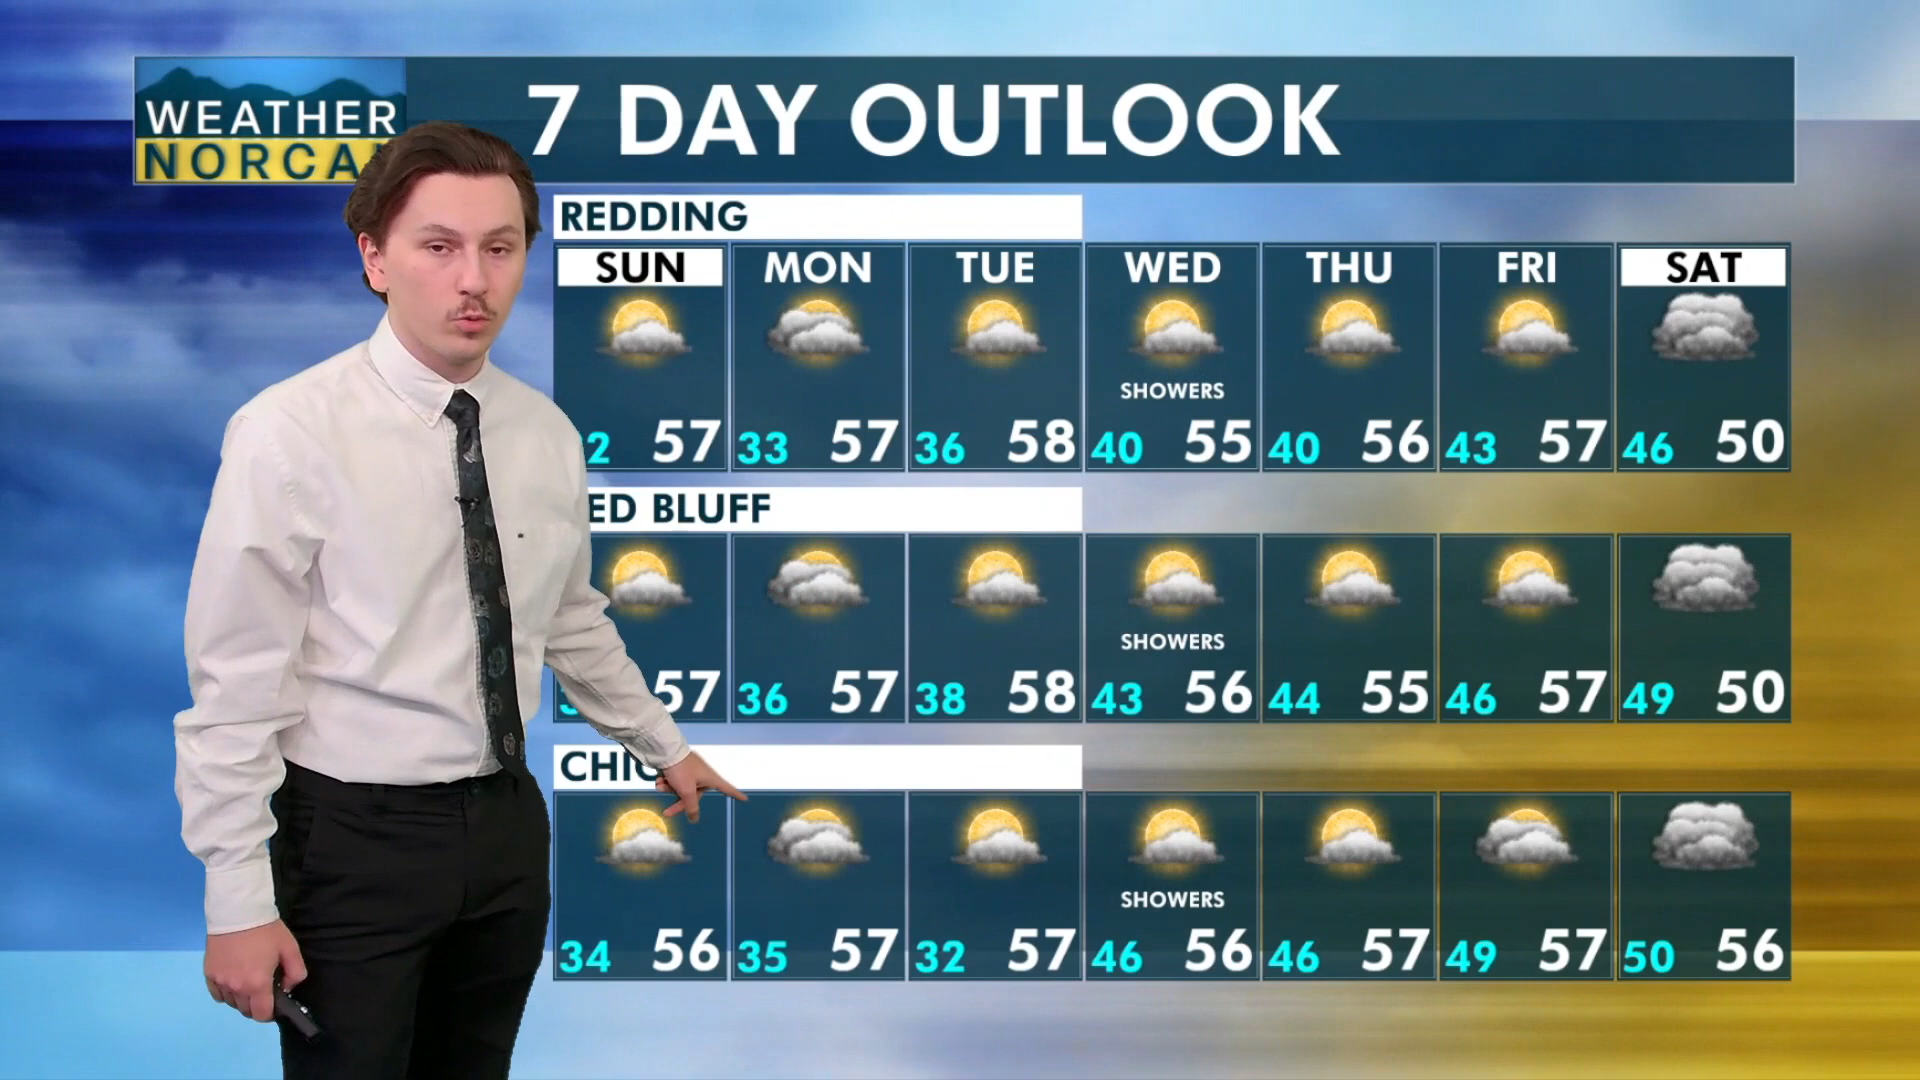 WEATHER
NORCA
7 DAY OUTLOOK
REDDING
SUN MON TUE WED THU FRI SAT
SHOWERS
57 33 57 36 58 40 55 40 56 43 57 46 50
BLUFF
SHOWERS
57 36 57 38 58 43 56 44 55 46 57 49 50
SHOWERS
34 56 35 57 32 57 46 56 46 57 49 57 50 56